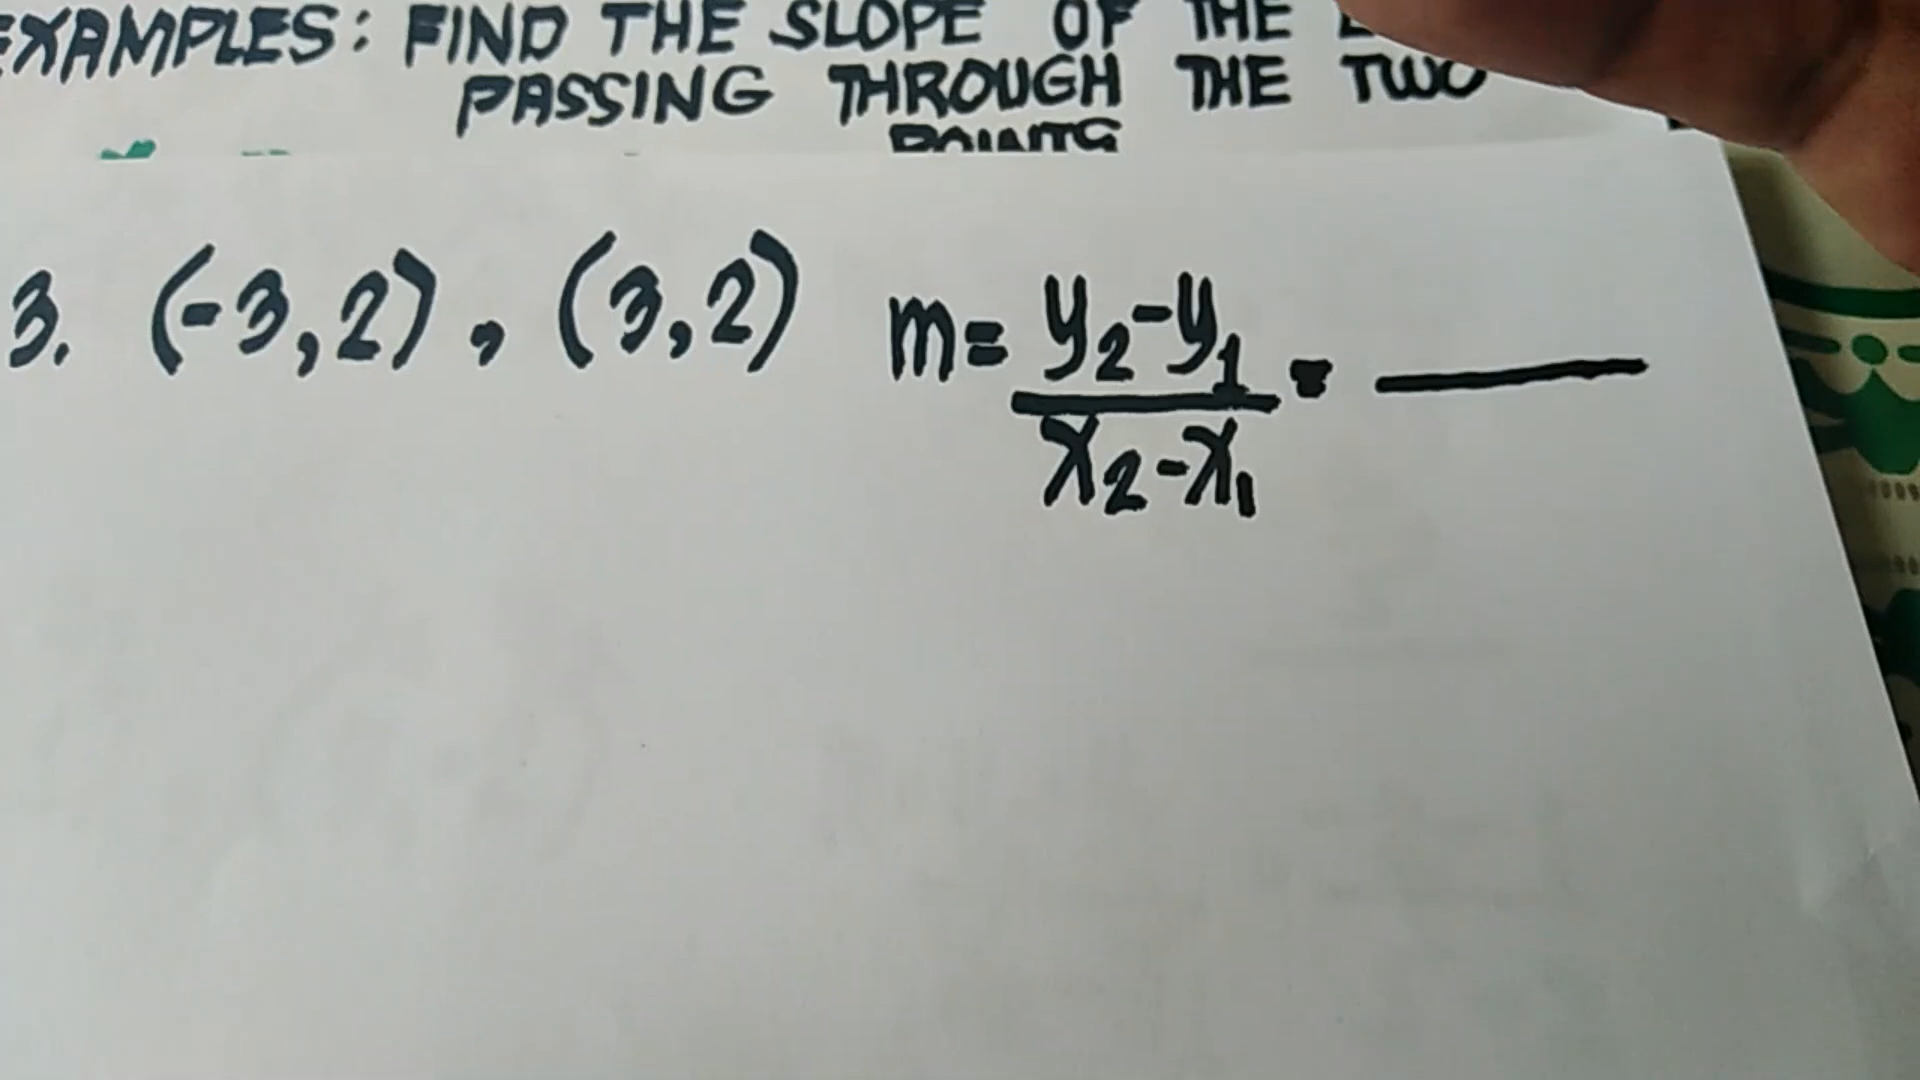 EXAMPLES: FIND THE SLOPE OF THE
PASSING THROUGH THE TWO
POINTS
3. (-3,2), (3,2) m= y₂-y₁ = ____
x₂-x₁